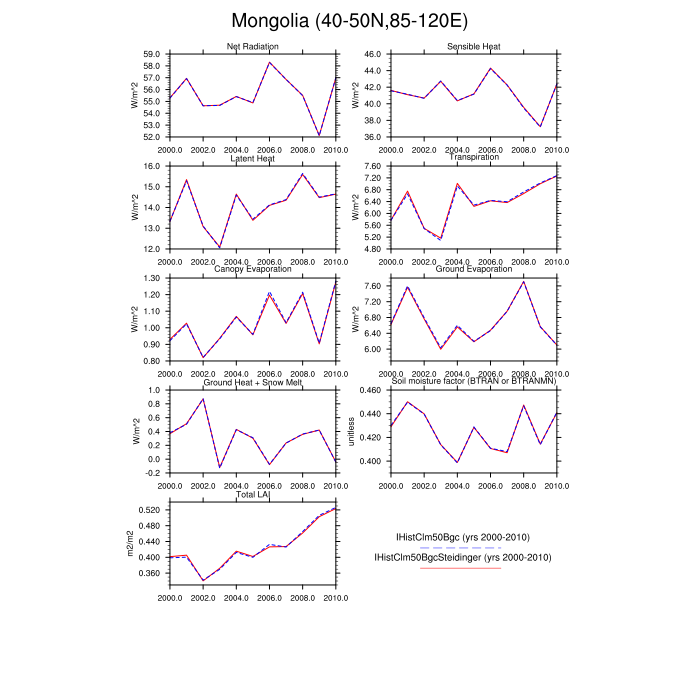 Mongolia (40-50N,85-120E)
Net Radiation
59.0
58.0
57.0
56.0
55.0
54.0
53.0
52.0
W/m^2
2000.0 2002.0 2004.0 2006.0 2008.0 2010.0
Sensible Heat
46.0
44.0
42.0
40.0
38.0
36.0
W/m^2
2000.0 2002.0 2004.0 2006.0 2008.0 2010.0
Latent Heat
16.0
15.0
14.0
13.0
12.0
W/m^2
2000.0 2002.0 2004.0 2006.0 2008.0 2010.0
Transpiration
7.60
7.20
6.80
6.40
6.00
5.60
5.20
4.80
W/m^2
2000.0 2002.0 2004.0 2006.0 2008.0 2010.0
Canopy Evaporation
1.30
1.20
1.10
1.00
0.90
0.80
W/m^2
2000.0 2002.0 2004.0 2006.0 2008.0 2010.0
Ground Evaporation
7.60
7.20
6.80
6.40
6.00
W/m^2
2000.0 2002.0 2004.0 2006.0 2008.0 2010.0
Ground Heat + Snow Melt
1.0
0.8
0.6
0.4
0.2
0.0
-0.2
W/m^2
2000.0 2002.0 2004.0 2006.0 2008.0 2010.0
Soil moisture factor (BTRAN or BTRANMN)
0.460
0.440
0.420
0.400
unitless
2000.0 2002.0 2004.0 2006.0 2008.0 2010.0
Total LAI
0.520
0.480
0.440
0.400
0.360
m2/m2
2000.0 2002.0 2004.0 2006.0 2008.0 2010.0
IHistClm50Bgc (yrs 2000-2010)
IHistClm50BgcSteidinger (yrs 2000-2010)